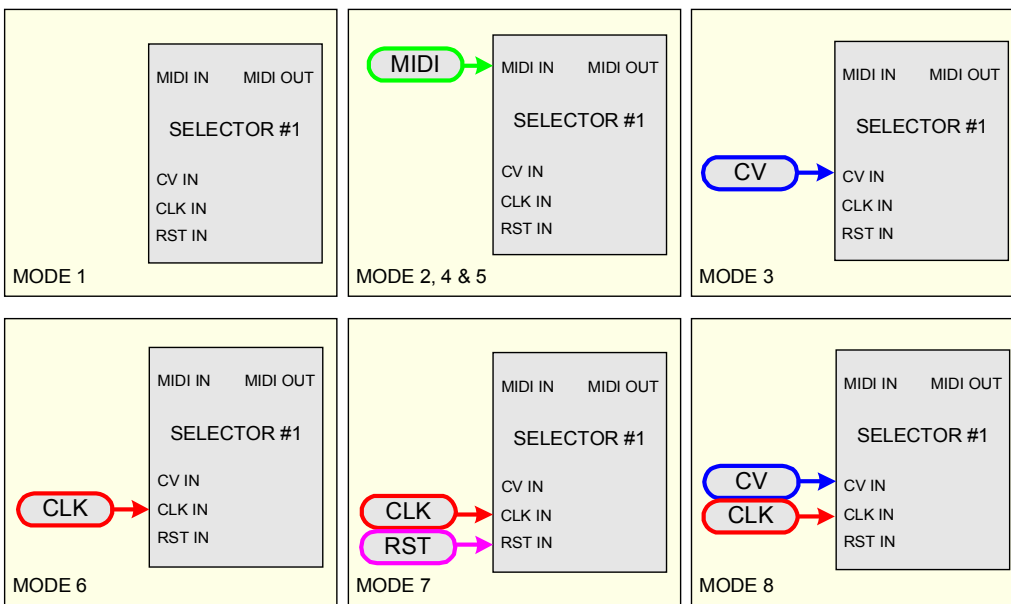 MIDI IN MIDI OUT
SELECTOR #1
CV IN
CLK IN
RST IN
MODE 1
MIDI
MIDI IN MIDI OUT
SELECTOR #1
CV IN
CLK IN
RST IN
MODE 2, 4 & 5
MIDI IN MIDI OUT
SELECTOR #1
CV
CV IN
CLK IN
RST IN
MODE 3
MIDI IN MIDI OUT
SELECTOR #1
CV IN
CLK
CLK IN
RST IN
MODE 6
MIDI IN MIDI OUT
SELECTOR #1
CV IN
CLK
CLK IN
RST
RST IN
MODE 7
MIDI IN MIDI OUT
SELECTOR #1
CV
CV IN
CLK
CLK IN
RST IN
MODE 8